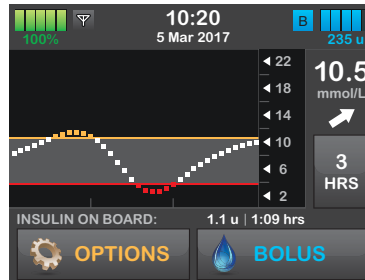 10:20
5 Mar 2017
B
100%
235 u
22
18
14
10
6
2
10.5
mmol/L
3
HRS
INSULIN ON BOARD: 1.1 u | 1:09 hrs
OPTIONS
BOLUS